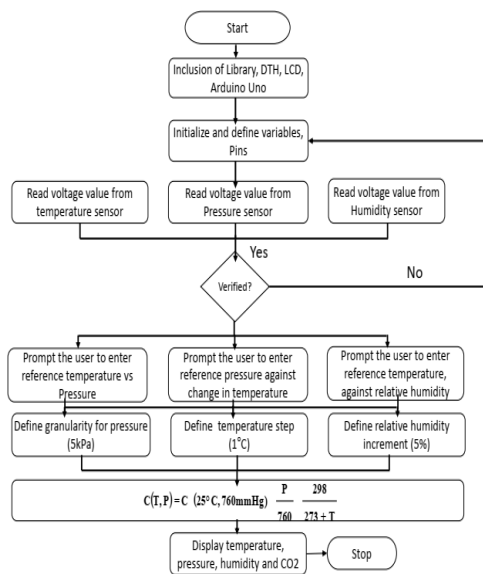 Start
Inclusion of Library, DTH, LCD,
Arduino Uno
Initialize and define variables,
Pins
Read voltage value from
temperature sensor
Read voltage value from
Pressure sensor
Read voltage value from
Humidity sensor
Yes
Verified?
No
Prompt the user to enter
reference temperature vs
Pressure
Prompt the user to enter
reference pressure against
change in temperature
Prompt the user to enter
reference temperature,
against relative humidity
Define granularity for pressure
(5kPa)
Define temperature step
(1°C)
Define relative humidity
increment (5%)
C(T, P) = C (25°C, 760mmHg) P/760 298/273 + T
Display temperature,
pressure, humidity and CO2
Stop